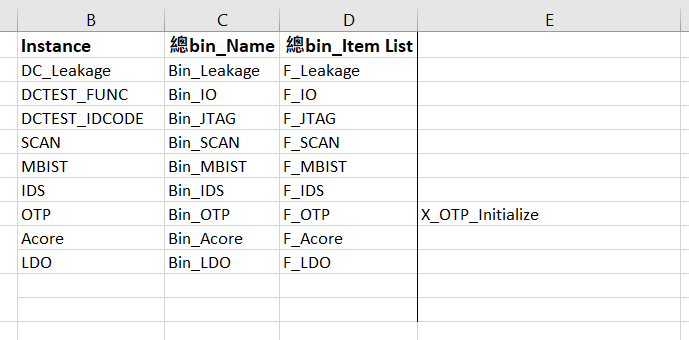 B C D E
Instance 總bin_Name 總bin_Item List
DC_Leakage Bin_Leakage F_Leakage
DCTEST_FUNC Bin_IO F_IO
DCTEST_IDCODE Bin_JTAG F_JTAG
SCAN Bin_SCAN F_SCAN
MBIST Bin_MBIST F_MBIST
IDS Bin_IDS F_IDS
OTP Bin_OTP F_OTP X_OTP_Initialize
Acore Bin_Acore F_Acore
LDO Bin_LDO F_LDO